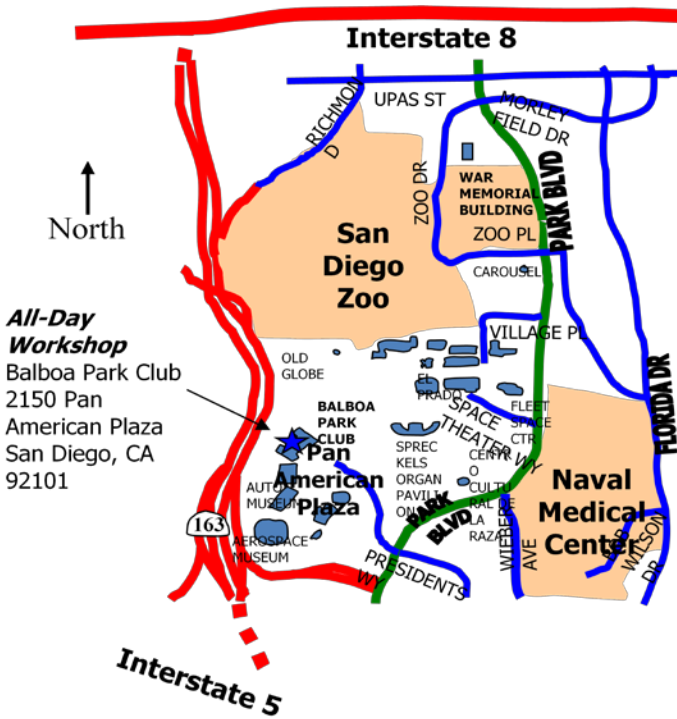 Interstate 8
UPAS ST
RICHMON
D
MORLEY
FIELD DR
North
ZOO DR
WAR
MEMORIAL
BUILDING
PARK BLVD
ZOO PL
San
Diego
Zoo
CAROUSEL
All-Day
Workshop
Balboa Park Club
2150 Pan
American Plaza
San Diego, CA
92101
VILLAGE PL
OLD
GLOBE
EL
PRADO
SPACE
THEATER WY
FLEET
SPACE
CTR
FLORIDA DR
BALBOA
PARK
CLUB
Pan
American
Plaza
SPREC
KELS
ORGAN
PAVILI
ON
CENTR
O
CULTU
RAL DE
LA
RAZA
Naval
Medical
Center
AUTO
MUSEUM
163
AEROSPACE
MUSEUM
PARK
BLVD
PRESIDENTS
WY
WIEBER
AVE
WILSON
DR
Interstate 5